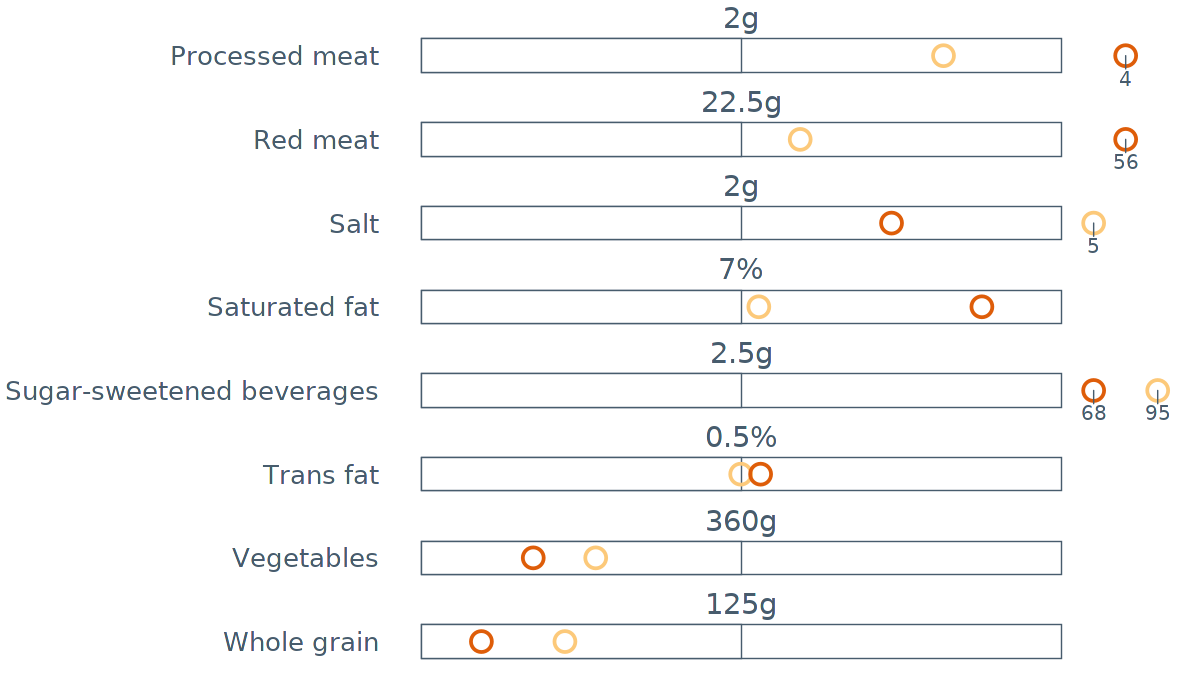 2g
Processed meat
4
22.5g
Red meat
56
2g
Salt
5
7%
Saturated fat
2.5g
Sugar-sweetened beverages
68 95
0.5%
Trans fat
360g
Vegetables
125g
Whole grain